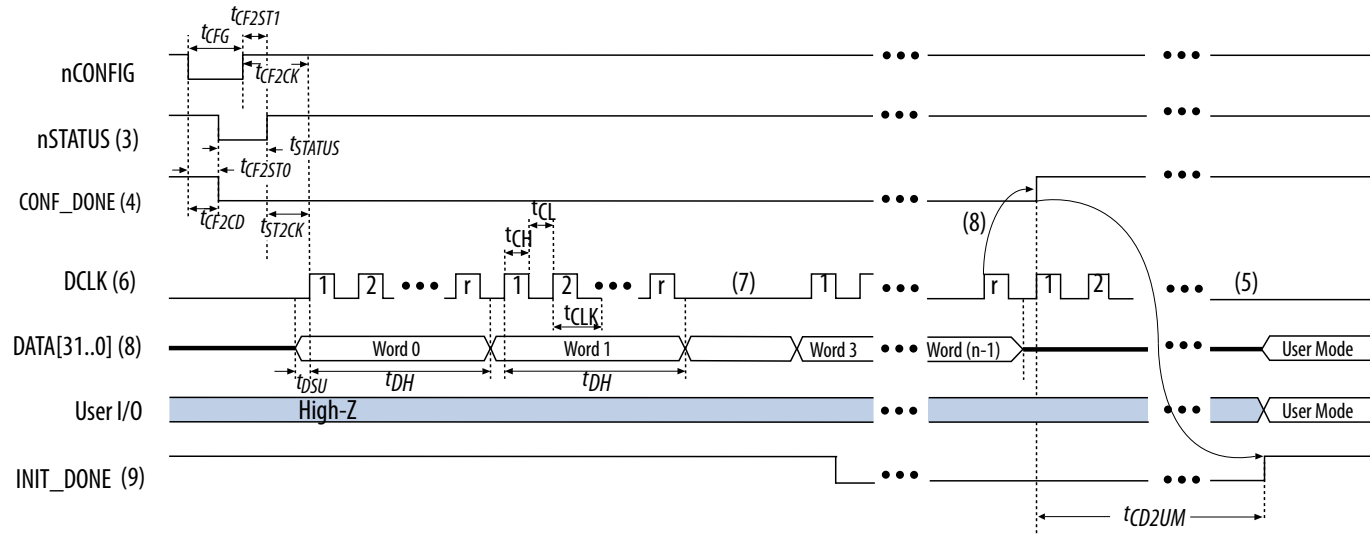 tCF2ST1
tCFG
nCONFIG
tCF2CK
nSTATUS (3)
tSTATUS
tCF2ST0
CONF_DONE (4)
tCF2CD
tST2CK
(8)
tCL
tCH
DCLK (6)
1 2 r 1 2 r (7) 1 r 1 2 (5)
tCLK
DATA[31..0] (8)
Word 0 Word 1 Word 3 Word (n-1) User Mode
tDSU tDH tDH
User I/O
High-Z
User Mode
INIT_DONE (9)
tCD2UM